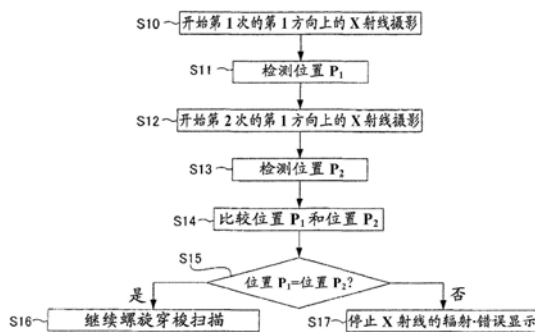 S10 开始第1次的第1方向上的X射线摄影
S11 检测位置P₁
S12 开始第2次的第1方向上的X射线摄影
S13 检测位置P₂
S14 比较位置P₁和位置P₂
S15 位置P₁=位置P₂?
是 否
S16 继续螺旋穿梭扫描
S17 停止X射线的辐射·错误显示